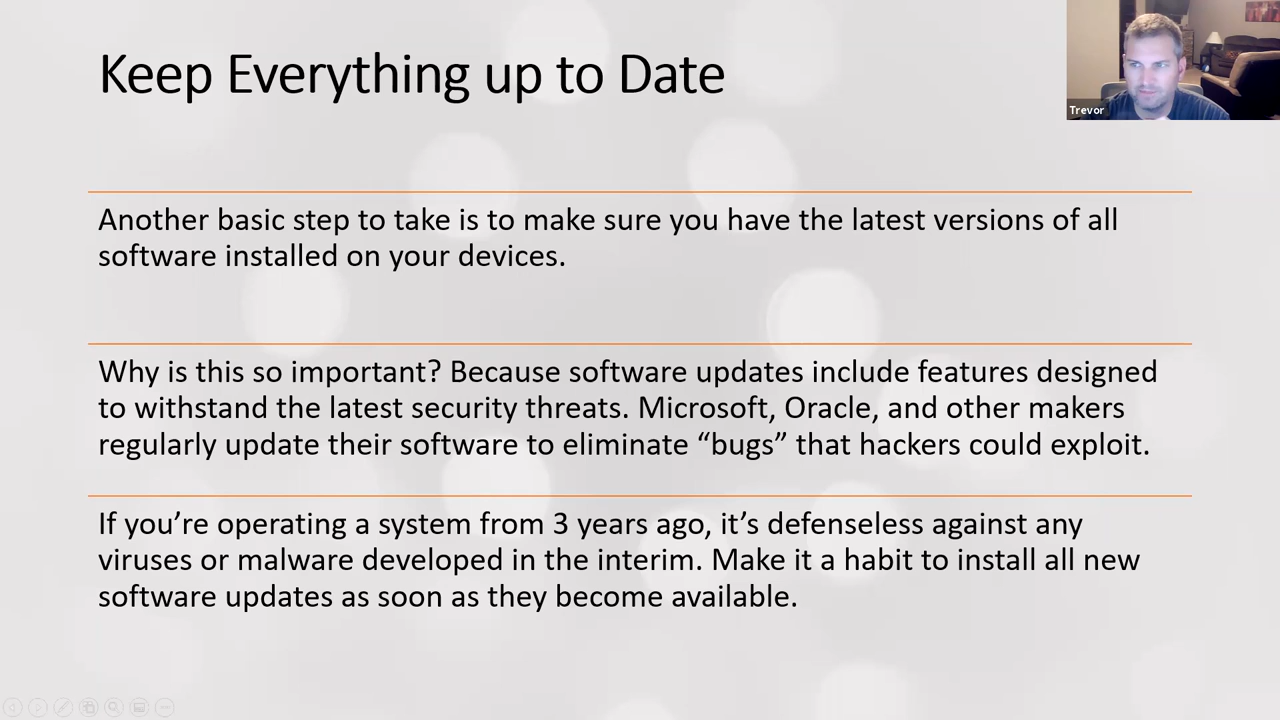 Keep Everything up to Date
Trevor
Another basic step to take is to make sure you have the latest versions of all
software installed on your devices.
Why is this so important? Because software updates include features designed
to withstand the latest security threats. Microsoft, Oracle, and other makers
regularly update their software to eliminate “bugs” that hackers could exploit.
If you’re operating a system from 3 years ago, it’s defenseless against any
viruses or malware developed in the interim. Make it a habit to install all new
software updates as soon as they become available.